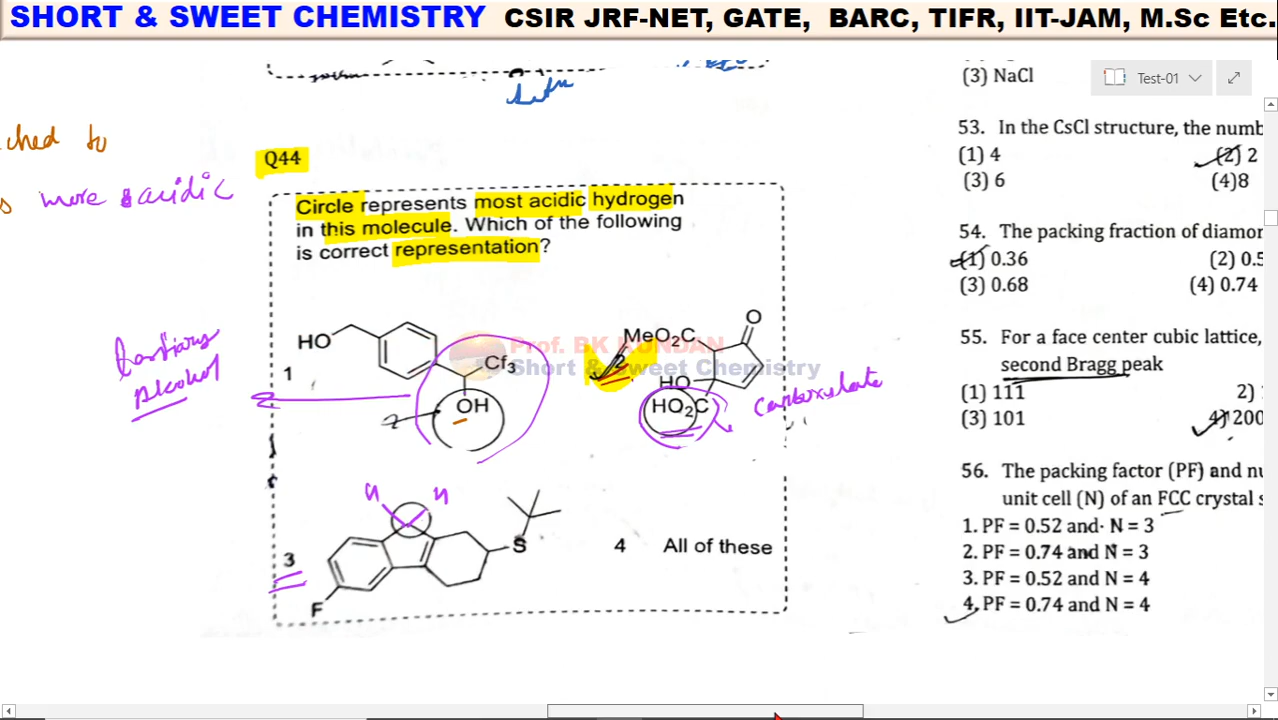 SHORT & SWEET CHEMISTRY CSIR JRF-NET, GATE, BARC, TIFR, IIT-JAM, M.Sc Etc.
ched to
more acidic
Q44
Circle represents most acidic hydrogen
in this molecule. Which of the following
is correct representation?
HO
Cf3
OH
1
tertiary
alcohol
O
MeO2C
2
HO
HO2C
Carboxylate
Prof. BK KUNDAN
Short & Sweet Chemistry
H H
3
S
F
4 All of these
Test-01
(3) NaCl
53. In the CsCl structure, the numb
(1) 4 (2) 2
(3) 6 (4)8
54. The packing fraction of diamor
(1) 0.36 (2) 0.5
(3) 0.68 (4) 0.74
55. For a face center cubic lattice,
second Bragg peak
(1) 111 2)
(3) 101 4) 200
56. The packing factor (PF) and nu
unit cell (N) of an FCC crystal s
1. PF = 0.52 and N = 3
2. PF = 0.74 and N = 3
3. PF = 0.52 and N = 4
4. PF = 0.74 and N = 4